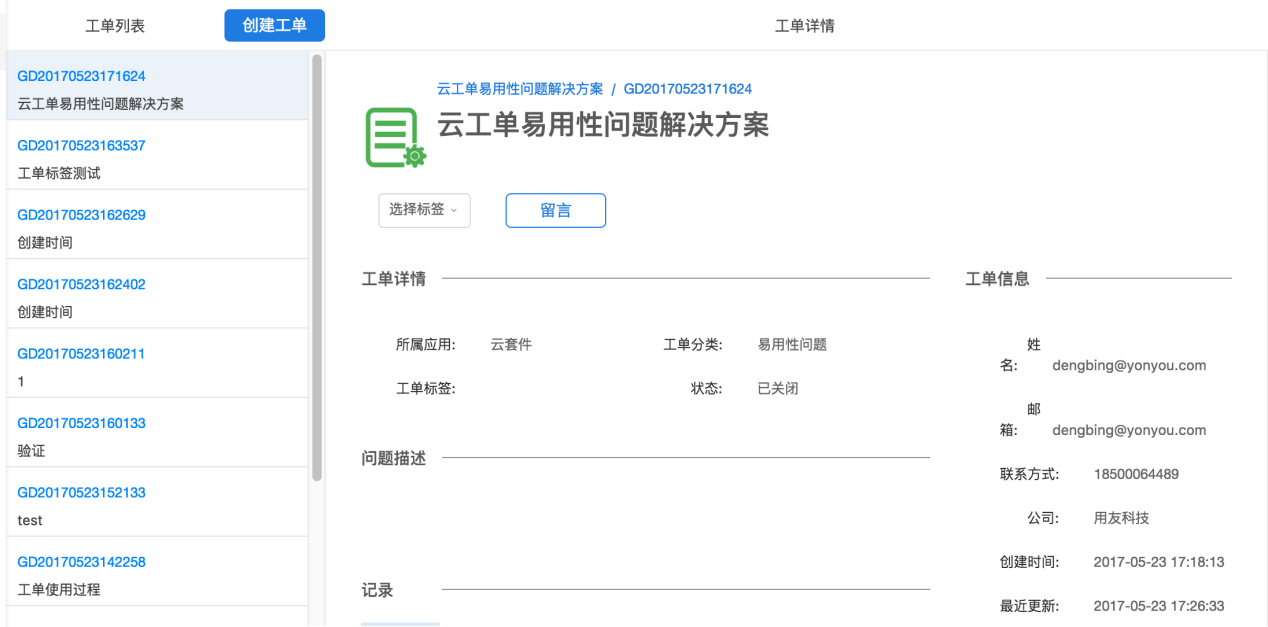 工单列表
创建工单
工单详情
GD20170523171624
云工单易用性问题解决方案
GD20170523163537
工单标签测试
GD20170523162629
创建时间
GD20170523162402
创建时间
GD20170523160211
1
GD20170523160133
验证
GD20170523152133
test
GD20170523142258
工单使用过程
云工单易用性问题解决方案 / GD20170523171624
云工单易用性问题解决方案
选择标签
留言
工单详情
所属应用: 云套件 工单分类: 易用性问题
工单标签: 状态: 已关闭
问题描述
记录
工单信息
姓
名: dengbing@yonyou.com
邮
箱: dengbing@yonyou.com
联系方式: 18500064489
公司: 用友科技
创建时间: 2017-05-23 17:18:13
最近更新: 2017-05-23 17:26:33